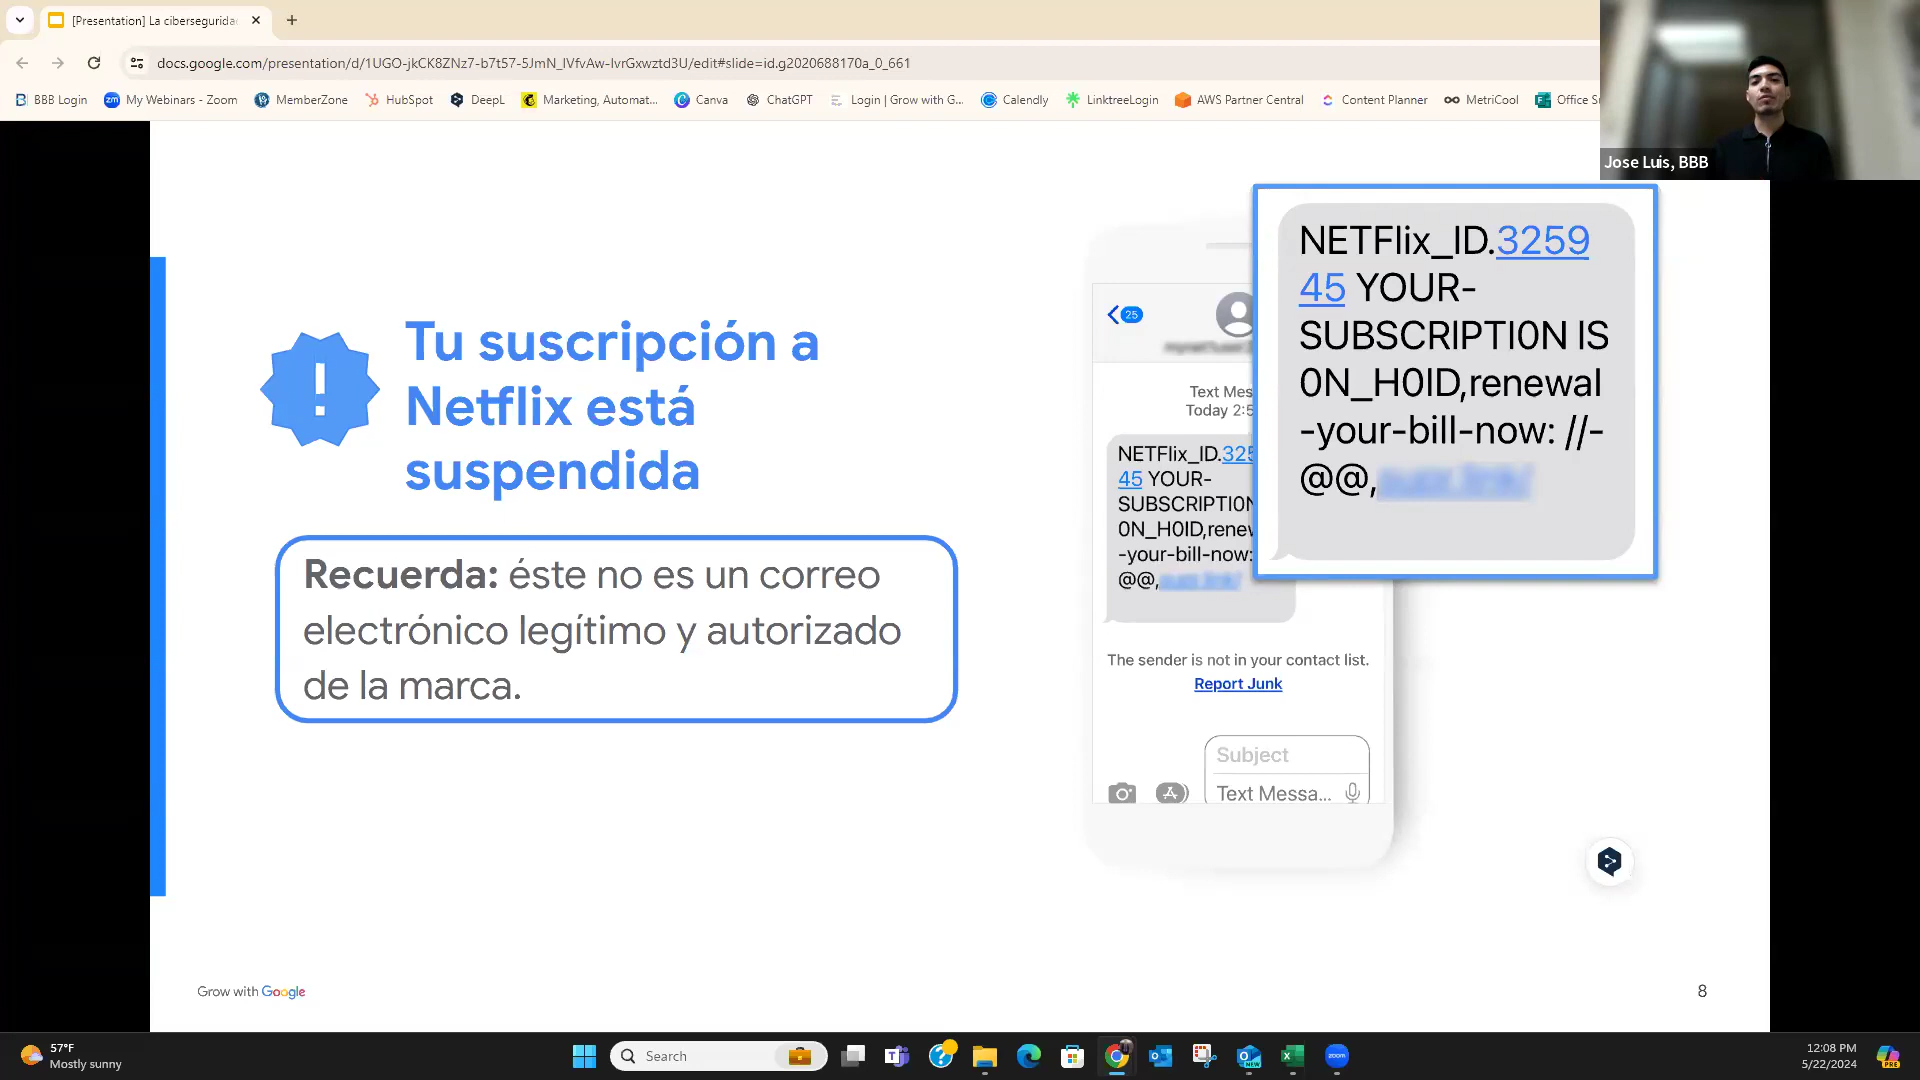 [Presentation] La cibersegurida
docs.google.com/presentation/d/1UGO-jkCK8ZNz7-b7t57-5JmN_IVfvAw-IvrGxwztd3U/edit#slide=id.g2020688170a_0_661
BBB Login
My Webinars - Zoom
MemberZone
HubSpot
DeepL
Marketing, Automat...
Canva
ChatGPT
Login | Grow with G...
Calendly
LinktreeLogin
AWS Partner Central
Content Planner
MetriCool
Office S
Jose Luis, BBB
Tu suscripción a
Netflix está
suspendida
Recuerda: éste no es un correo
electrónico legítimo y autorizado
de la marca.
25
Text Mes
Today 2:5
NETFlix_ID.325
45 YOUR-
SUBSCRIPTI0N
0N_H0ID,renew
-your-bill-now:
@@,
The sender is not in your contact list.
Report Junk
Subject
Text Messa...
NETFlix_ID.3259
45 YOUR-
SUBSCRIPTI0N IS
0N_H0ID,renewal
-your-bill-now: //-
@@,
Grow with Google
8
57°F
Mostly sunny
Search
12:08 PM
5/22/2024